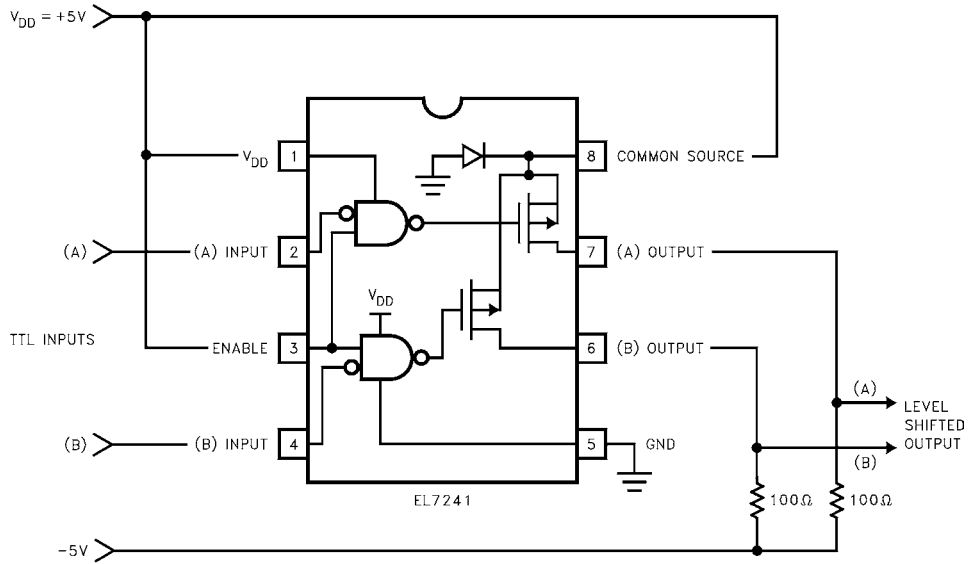 V_DD = +5V
V_DD 1
8 COMMON SOURCE
(A) (A) INPUT 2
7 (A) OUTPUT
V_DD
TTL INPUTS
ENABLE 3
6 (B) OUTPUT
(A)
LEVEL
SHIFTED
OUTPUT
(B) (B) INPUT 4
5 GND
(B)
EL7241
100Ω 100Ω
-5V